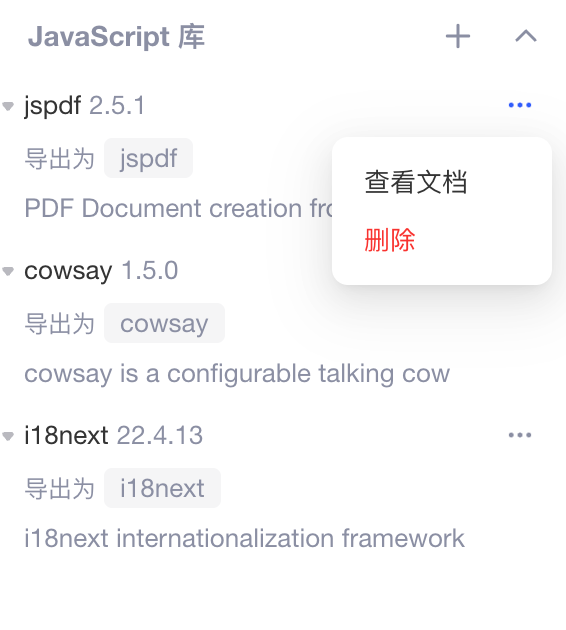 JavaScript 库
jspdf 2.5.1
导出为 jspdf
查看文档
PDF Document creation
删除
cowsay 1.5.0
导出为 cowsay
cowsay is a configurable talking cow
i18next 22.4.13
导出为 i18next
i18next internationalization framework